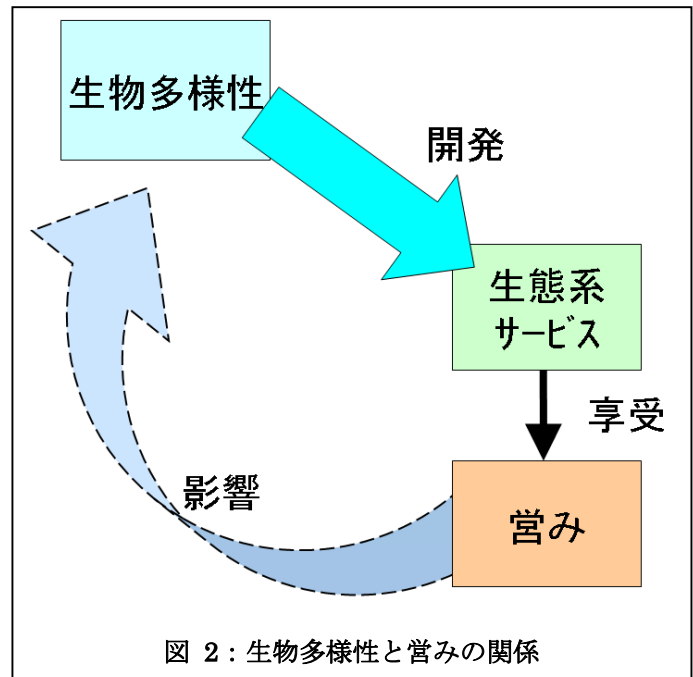 生物多様性
開発
生態系
サービス
享受
営み
影響
図 2：生物多様性と営みの関係